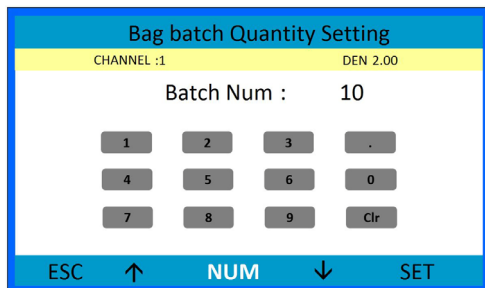 Bag batch Quantity Setting
CHANNEL :1 DEN 2.00
Batch Num : 10
1 2 3 .
4 5 6 0
7 8 9 Clr
ESC ↑ NUM ↓ SET